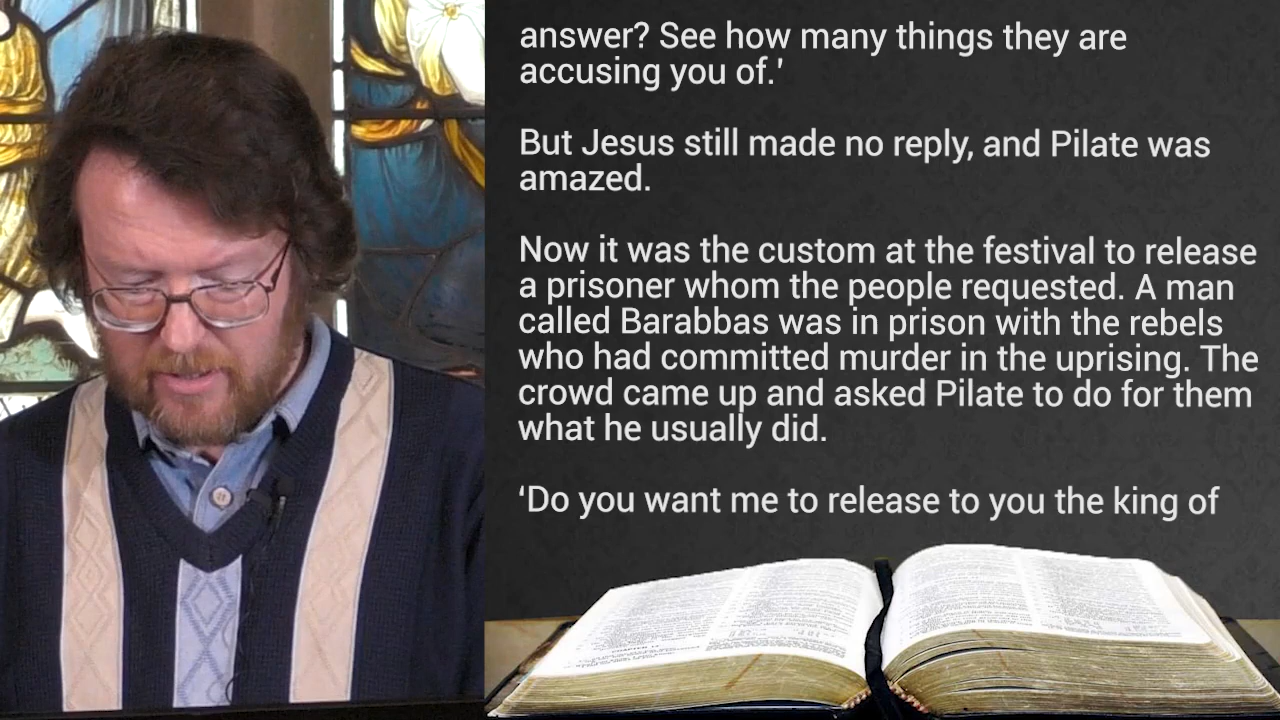 answer? See how many things they are
accusing you of.’
But Jesus still made no reply, and Pilate was
amazed.
Now it was the custom at the festival to release
a prisoner whom the people requested. A man
called Barabbas was in prison with the rebels
who had committed murder in the uprising. The
crowd came up and asked Pilate to do for them
what he usually did.
‘Do you want me to release to you the king of